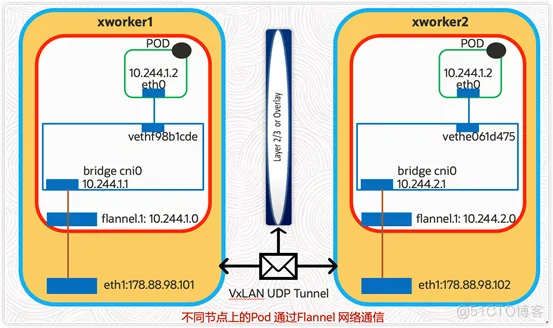 xworker1
POD
10.244.1.2
eth0
vethf98b1cde
bridge cni0
10.244.1.1
flannel.1: 10.244.1.0
eth1:178.88.98.101
Layer 2/3 or Overlay
VxLAN UDP Tunnel
xworker2
POD
10.244.1.2
eth0
vethe061d475
bridge cni0
10.244.2.1
flannel.1: 10.244.2.0
eth1:178.88.98.102
不同节点上的Pod 通过Flannel 网络通信
@51CTO博客